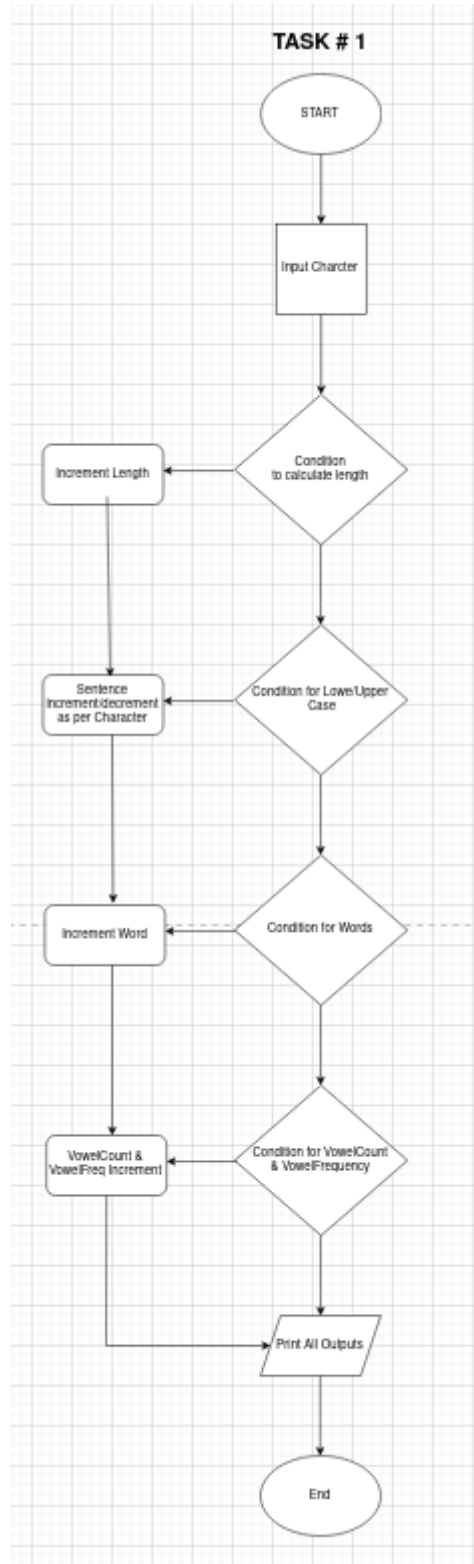 TASK # 1
START
Input Charcter
Condition
to calculate length
Increment Length
Condition for Lowe/Upper
Case
Sentence
Increment/decrement
as per Character
Condition for Words
Increment Word
Condition for VowelCount
& VowelFrequency
VowelCount &
VowelFreq Increment
Print All Outputs
End